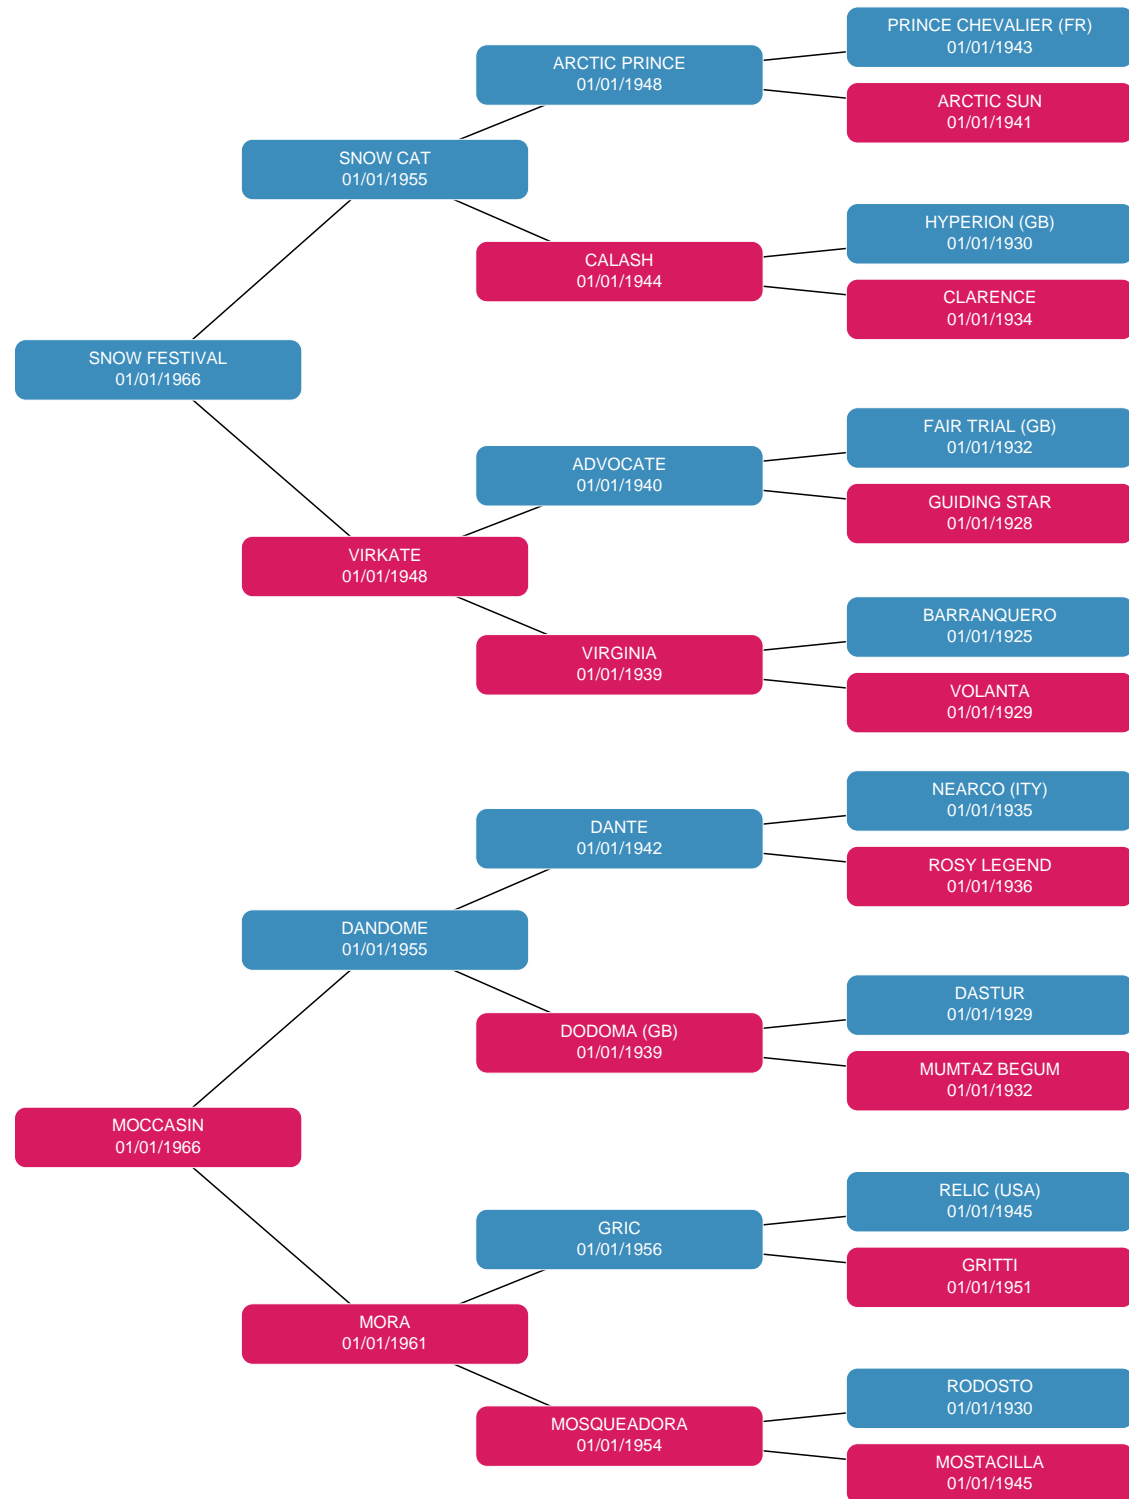 PRINCE CHEVALIER (FR)
01/01/1943
ARCTIC PRINCE
01/01/1948
ARCTIC SUN
01/01/1941
SNOW CAT
01/01/1955
HYPERION (GB)
01/01/1930
CALASH
01/01/1944
CLARENCE
01/01/1934
SNOW FESTIVAL
01/01/1966
FAIR TRIAL (GB)
01/01/1932
ADVOCATE
01/01/1940
GUIDING STAR
01/01/1928
VIRKATE
01/01/1948
BARRANQUERO
01/01/1925
VIRGINIA
01/01/1939
VOLANTA
01/01/1929
NEARCO (ITY)
01/01/1935
DANTE
01/01/1942
ROSY LEGEND
01/01/1936
DANDOME
01/01/1955
DASTUR
01/01/1929
DODOMA (GB)
01/01/1939
MUMTAZ BEGUM
01/01/1932
MOCCASIN
01/01/1966
RELIC (USA)
01/01/1945
GRIC
01/01/1956
GRITTI
01/01/1951
MORA
01/01/1961
RODOSTO
01/01/1930
MOSQUEADORA
01/01/1954
MOSTACILLA
01/01/1945